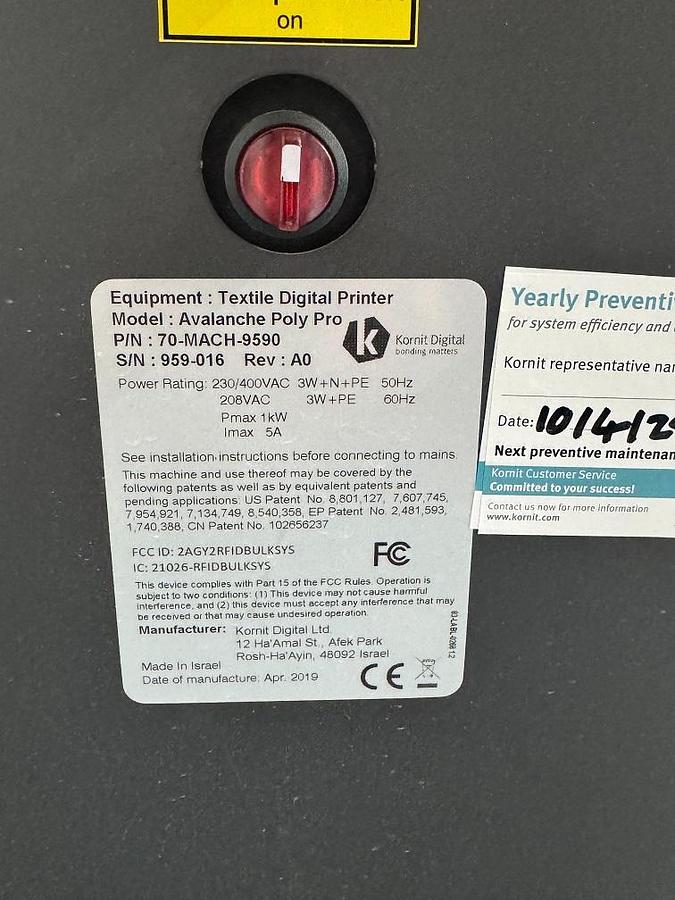 on
Equipment : Textile Digital Printer
Model : Avalanche Poly Pro
P/N : 70-MACH-9590
S/N : 959-016 Rev : A0
k Kornit Digital
bonding matters
Power Rating: 230/400VAC 3W+N+PE 50Hz
208VAC 3W+PE 60Hz
Pmax 1kW
Imax 5A
See installation instructions before connecting to mains.
This machine and use thereof may be covered by the
following patents as well as by equivalent patents and
pending applications: US Patent No. 8,801,127, 7,607,745,
7,954,921, 7,134,749, 8,540,358, EP Patent No. 2,481,593,
1,740,388, CN Patent No. 102656237
FCC ID: 2AGY2RFIDBULKSYS
IC: 21026-RFIDBULKSYS
FC
This device complies with Part 15 of the FCC Rules. Operation is
subject to two conditions: (1) This device may not cause harmful
interference, and (2) this device must accept any interference that may
be received or that may cause undesired operation.
Manufacturer: Kornit Digital Ltd.
12 Ha'Amal St., Afek Park
Rosh-Ha'Ayin, 48092 Israel
Made In Israel
Date of manufacture: Apr. 2019
CE
Yearly Preventi
for system efficiency and
Kornit representative na
Date: 10/4/2
Next preventive maintenan
Kornit Customer Service
Committed to your success!
Contact us now for more information
www.kornit.com